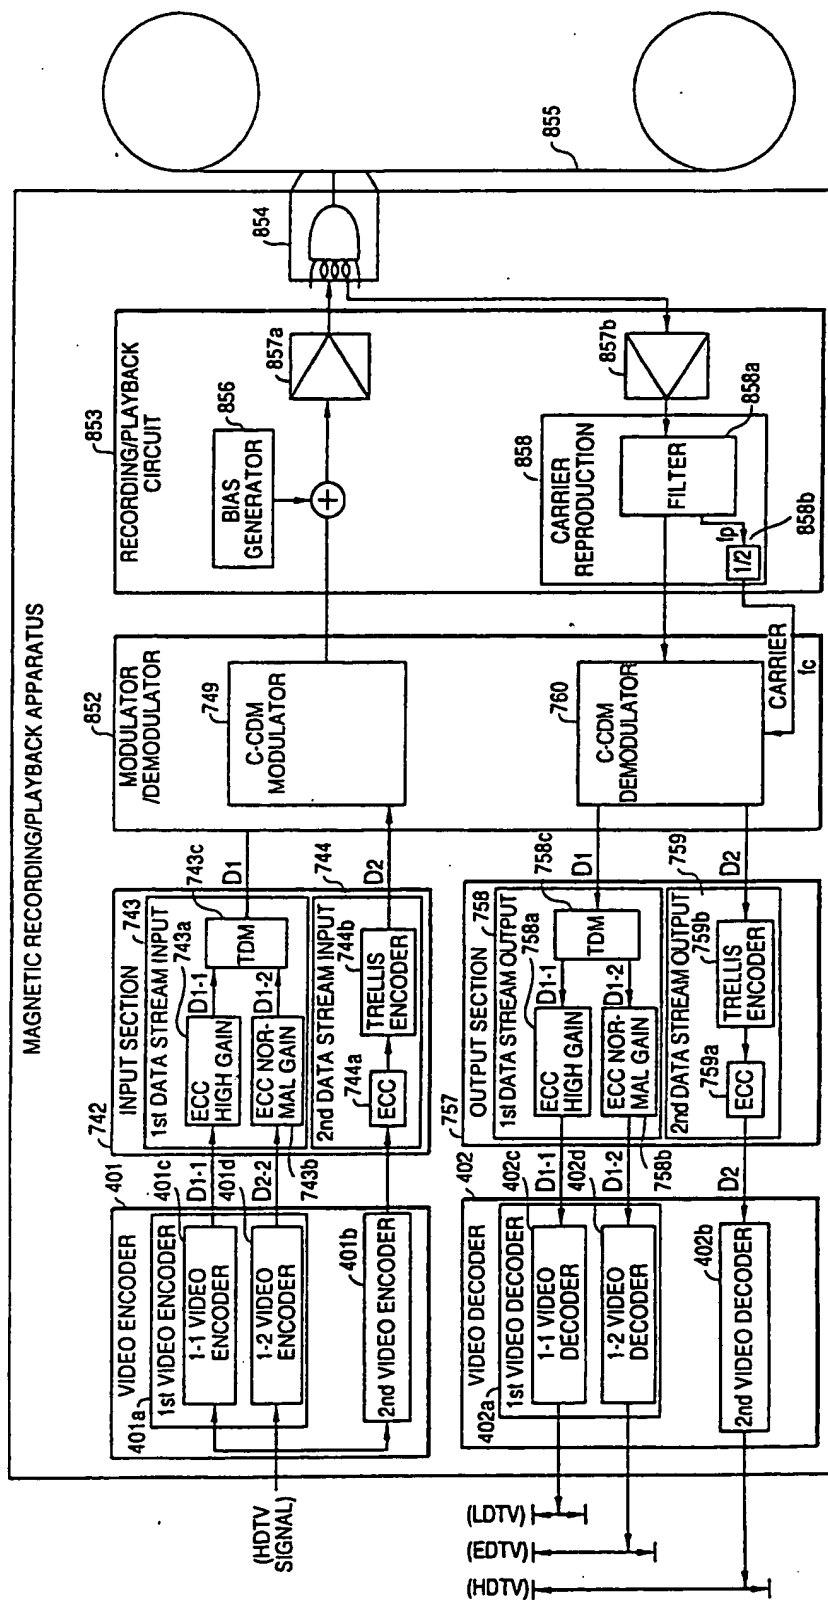 MAGNETIC RECORDING/PLAYBACK APPARATUS
401
VIDEO ENCODER
401a
1st VIDEO ENCODER
401c
1-1 VIDEO
ENCODER
401d
1-2 VIDEO
ENCODER
401b
2nd VIDEO ENCODER
(HDTV
SIGNAL)
D1-1
D2-2
742
INPUT SECTION
743
1st DATA STREAM INPUT
743a
ECC
HIGH GAIN
743b
ECC NOR-
MAL GAIN
D1-1
D1-2
743c
TDM
D1
744
2nd DATA STREAM INPUT
744a
ECC
744b
TRELLIS
ENCODER
D2
852
MODULATOR
/DEMODULATOR
749
C-CDM
MODULATOR
760
C-CDM
DEMODULATOR
853
RECORDING/PLAYBACK
CIRCUIT
856
BIAS
GENERATOR
+
857a
854
855
857b
858
CARRIER
REPRODUCTION
858a
FILTER
fp
1/2
858b
CARRIER
fc
757
OUTPUT SECTION
758
1st DATA STREAM OUTPUT
758a
ECC
HIGH GAIN
758b
ECC NOR-
MAL GAIN
D1-1
D1-2
758c
TDM
D1
759
2nd DATA STREAM OUTPUT
759a
ECC
759b
TRELLIS
ENCODER
D2
402
VIDEO DECODER
402a
1st VIDEO DECODER
402c
1-1 VIDEO
DECODER
402d
1-2 VIDEO
DECODER
402b
2nd VIDEO DECODER
D1-1
D1-2
D2
(LDTV)
(EDTV)
(HDTV)